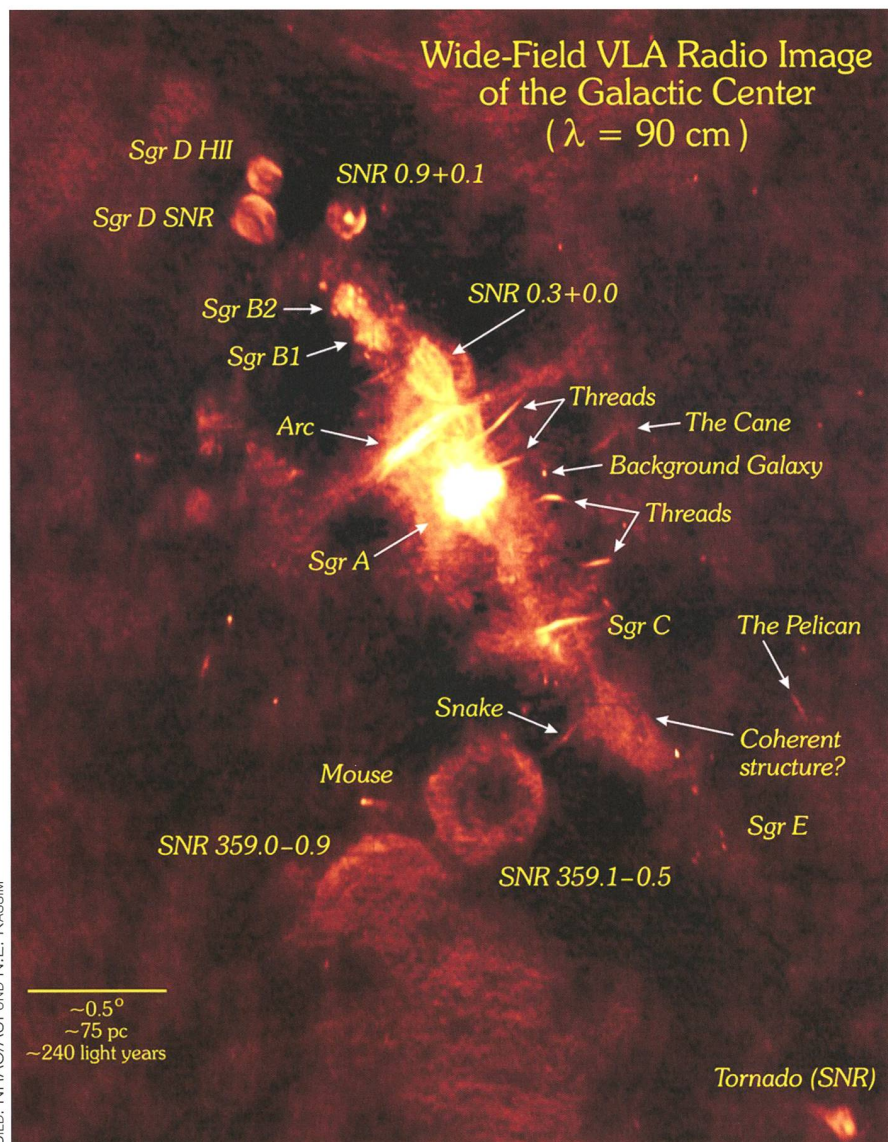 Wide-Field VLA Radio Image
of the Galactic Center
( λ = 90 cm )
Sgr D HII
SNR 0.9+0.1
Sgr D SNR
SNR 0.3+0.0
Sgr B2
Sgr B1
Threads
The Cane
Arc
Background Galaxy
Threads
Sgr A
Sgr C
The Pelican
Snake
Coherent
structure?
Mouse
Sgr E
SNR 359.0–0.9
SNR 359.1–0.5
~0.5°
~75 pc
~240 light years
Tornado (SNR)